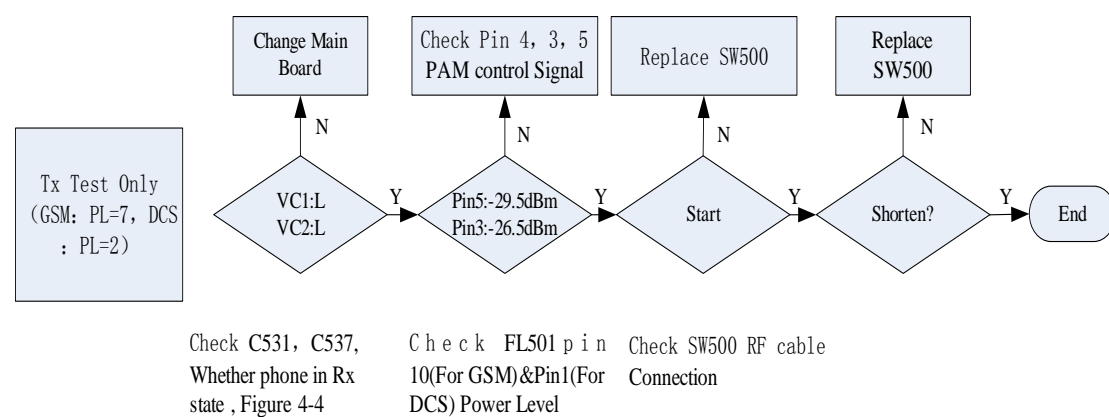 Change Main
Board
Check Pin 4, 3, 5
PAM control Signal
Replace SW500
Replace
SW500
N
N
N
N
Tx Test Only
(GSM: PL=7, DCS
: PL=2)
VC1:L
VC2:L
Y
Pin5:-29.5dBm
Pin3:-26.5dBm
Y
Start
Y
Shorten?
Y
End
Check C531, C537,
Whether phone in Rx
state , Figure 4-4
Check FL501 pin
10(For GSM)&Pin1(For
DCS) Power Level
Check SW500 RF cable
Connection